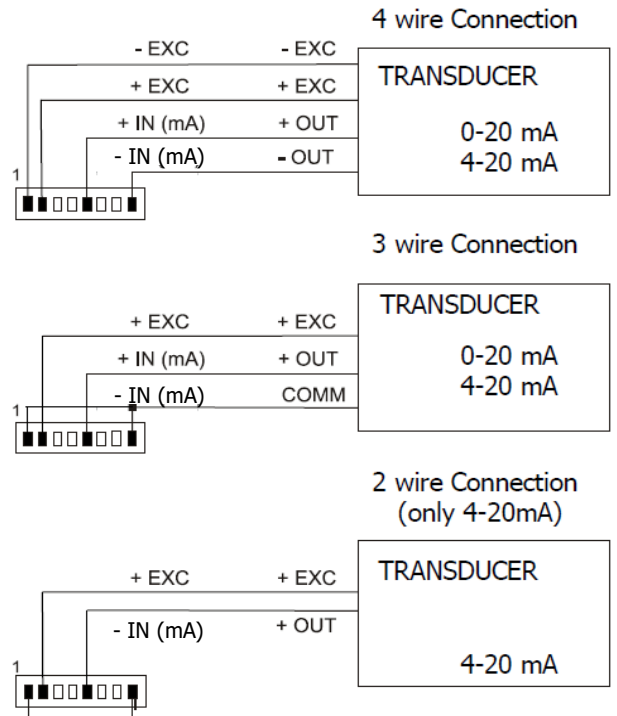 4 wire Connection
- EXC - EXC
TRANSDUCER
+ EXC + EXC
+ IN (mA) + OUT
0-20 mA
- IN (mA) - OUT
4-20 mA
1
3 wire Connection
TRANSDUCER
+ EXC + EXC
+ IN (mA) + OUT
0-20 mA
4-20 mA
- IN (mA) COMM
1
2 wire Connection
(only 4-20mA)
TRANSDUCER
+ EXC + EXC
- IN (mA) + OUT
4-20 mA
1